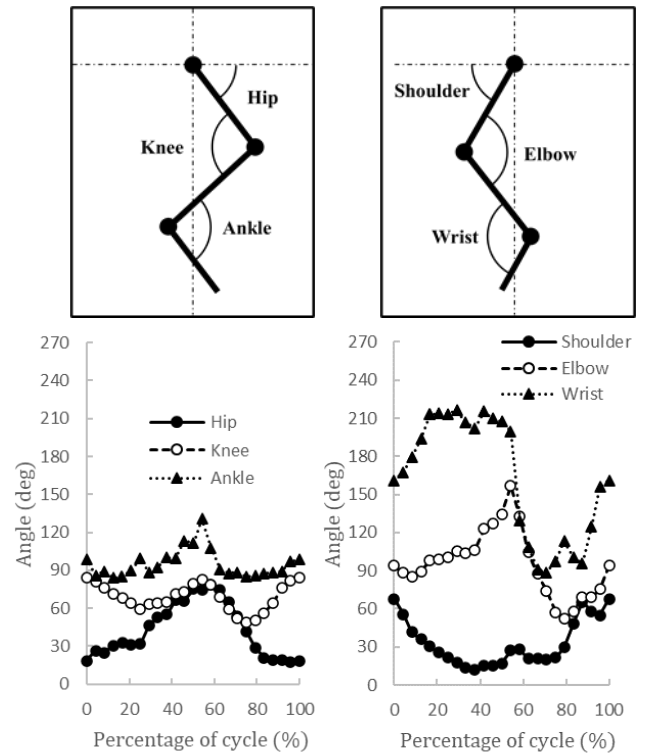 Hip
Knee
Ankle
Shoulder
Elbow
Wrist
270
240
210
180
150
120
90
60
30
0
Angle (deg)
Hip
Knee
Ankle
0 20 40 60 80 100
Percentage of cycle (%)
270
240
210
180
150
120
90
60
30
0
Angle (deg)
Shoulder
Elbow
Wrist
0 20 40 60 80 100
Percentage of cycle (%)